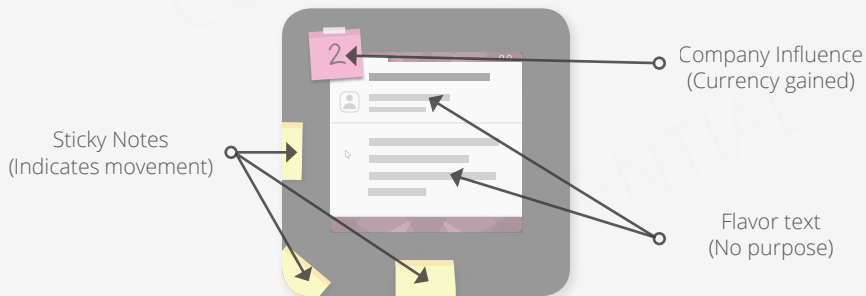 2
Company Influence
(Currency gained)
Sticky Notes
(Indicates movement)
Flavor text
(No purpose)